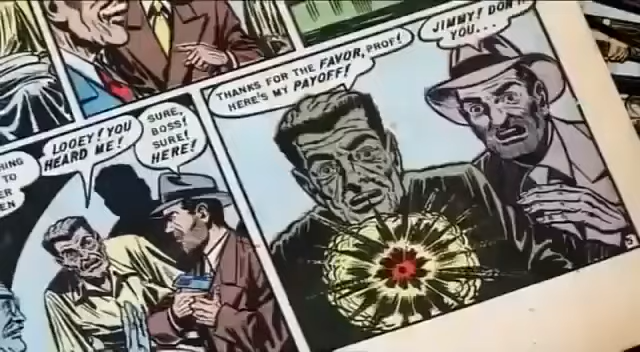 TO
LOOEY! YOU
HEARD ME!
SURE,
BOSS!
SURE!
HERE!
THANKS FOR THE FAVOR, PROF!
HERE'S MY PAYOFF!
JIMMY! DON'T
YOU...